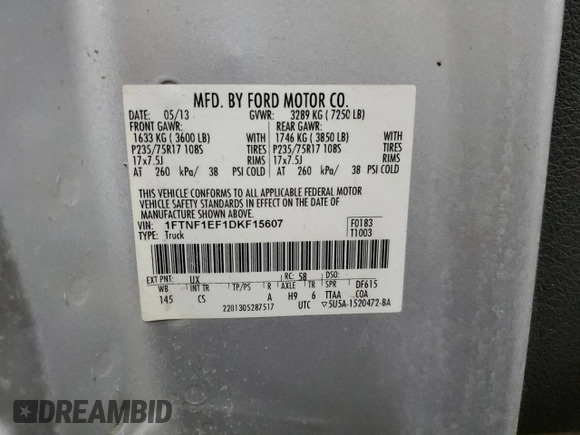 MFD. BY FORD MOTOR CO.
DATE: 05/13 GVWR: 3289 KG ( 7250 LB)
FRONT GAWR: REAR GAWR:
1633 KG ( 3600 LB) WITH 1746 KG ( 3850 LB) WITH
P235/75R17 108S TIRES P235/75R17 108S TIRES
17x7.5J RIMS 17x7.5J RIMS
AT 260 kPa/ 38 PSI COLD AT 260 kPa/ 38 PSI COLD
THIS VEHICLE CONFORMS TO ALL APPLICABLE FEDERAL MOTOR
VEHICLE SAFETY STANDARDS IN EFFECT ON THE DATE OF
MANUFACTURE SHOWN ABOVE.
VIN: 1FTNF1EF1DKF15607 F0183
TYPE: Truck T1003
EXT PNT: UX RC: 58 DSO:
WB INT TR TP/PS R AXLE TR SPR DF615
145 CS A H9 6 TTAA COA
2201305287517 UTC ▽5U5A-1520472-BA
DREAMBID